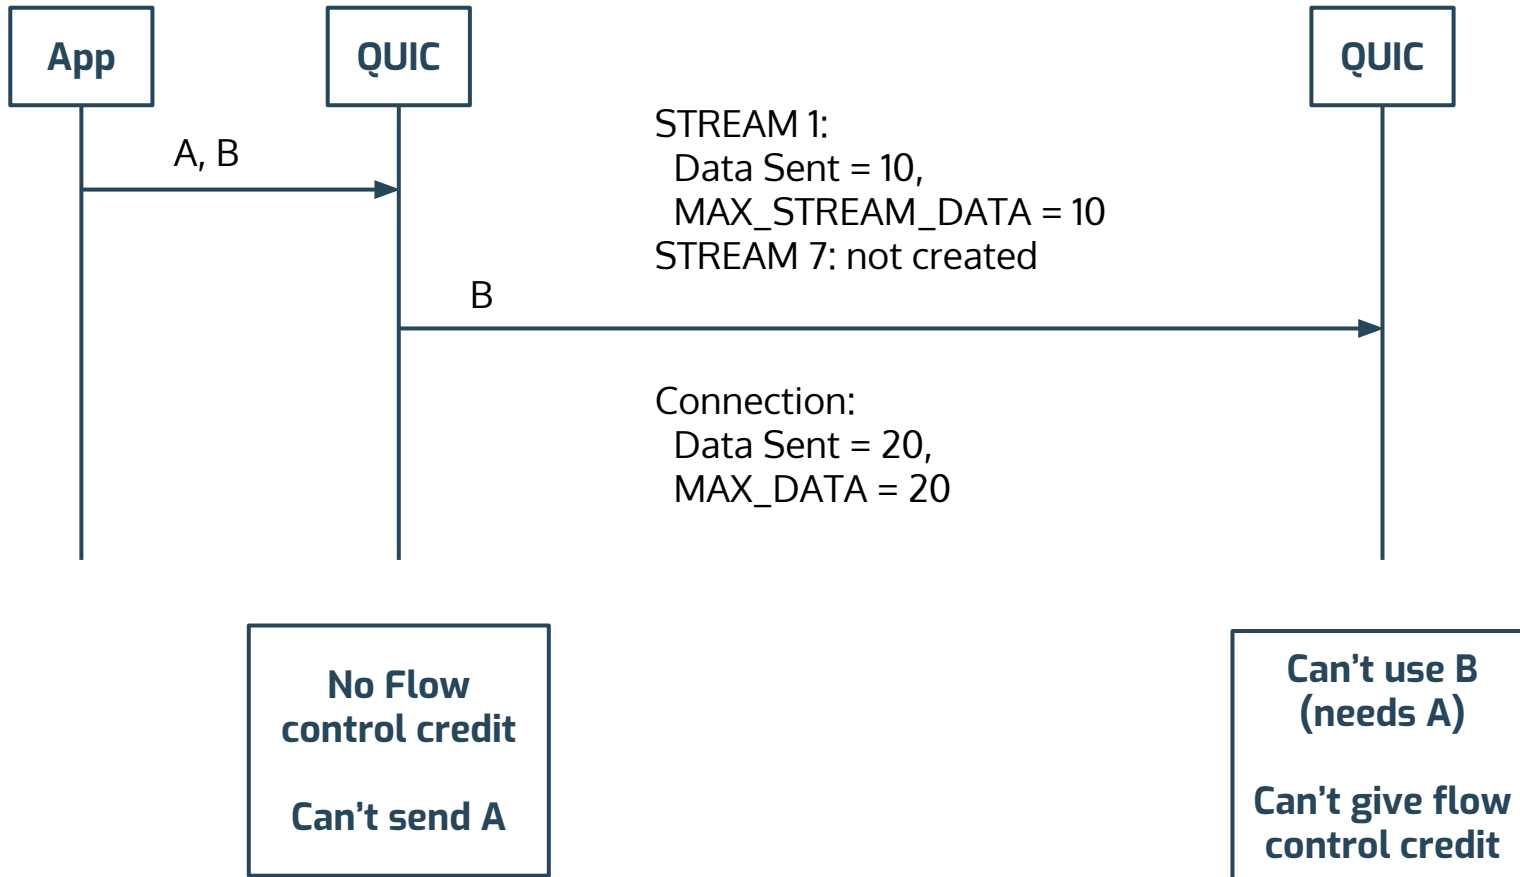 App
QUIC
QUIC
A, B
STREAM 1:
Data Sent = 10,
MAX_STREAM_DATA = 10
STREAM 7: not created
B
Connection:
Data Sent = 20,
MAX_DATA = 20
No Flow
control credit
Can't send A
Can't use B
(needs A)
Can't give flow
control credit